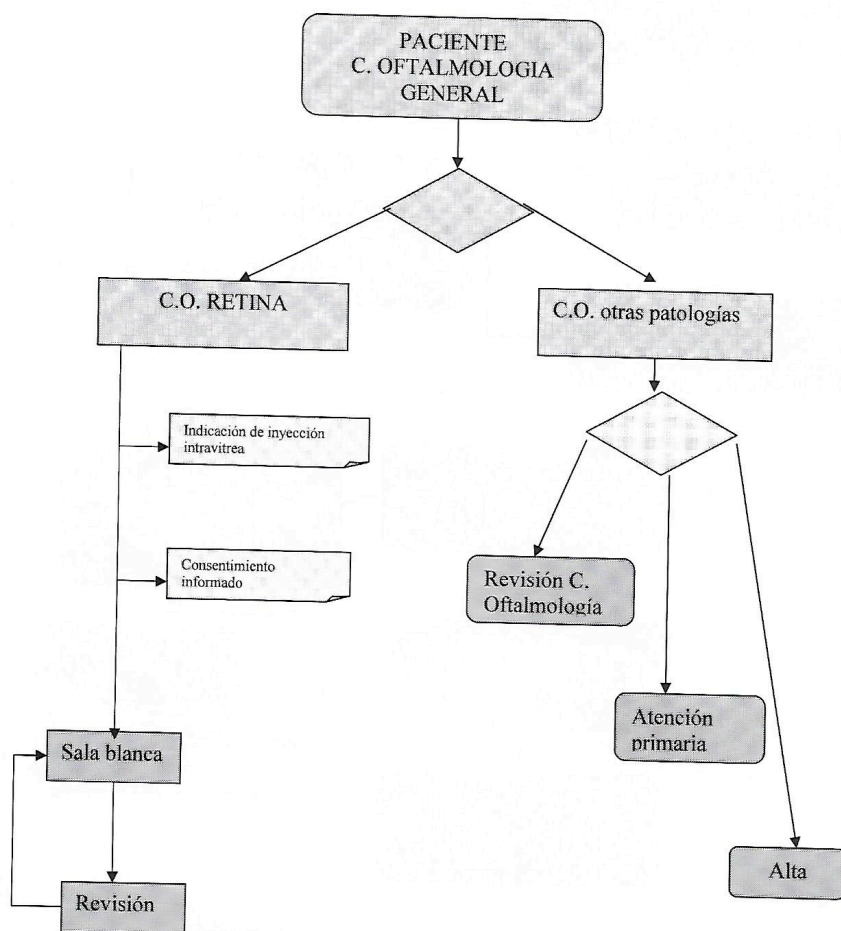 PACIENTE
C. OFTALMOLOGIA
GENERAL
C.O. RETINA
C.O. otras patologías
Indicación de inyección
intravitrea
Consentimiento
informado
Revisión C.
Oftalmología
Atención
primaria
Sala blanca
Alta
Revisión